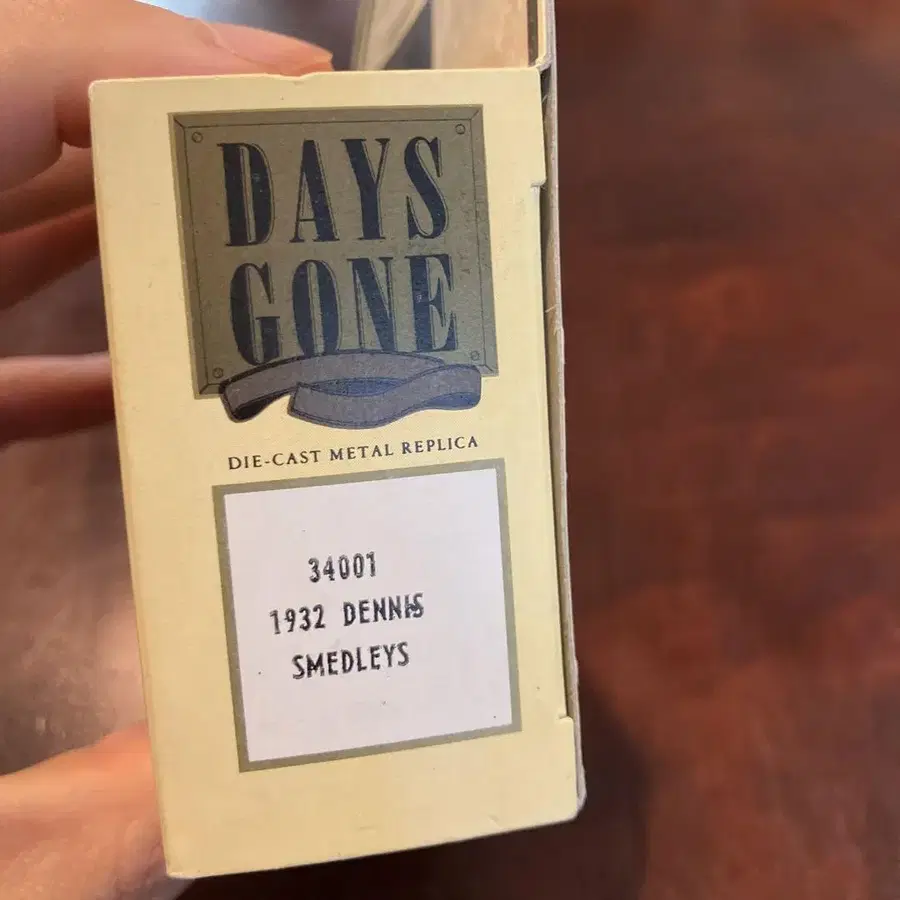 DAYS
GONE
DIE-CAST METAL REPLICA
34001
1932 DENNIS
SMEDLEYS